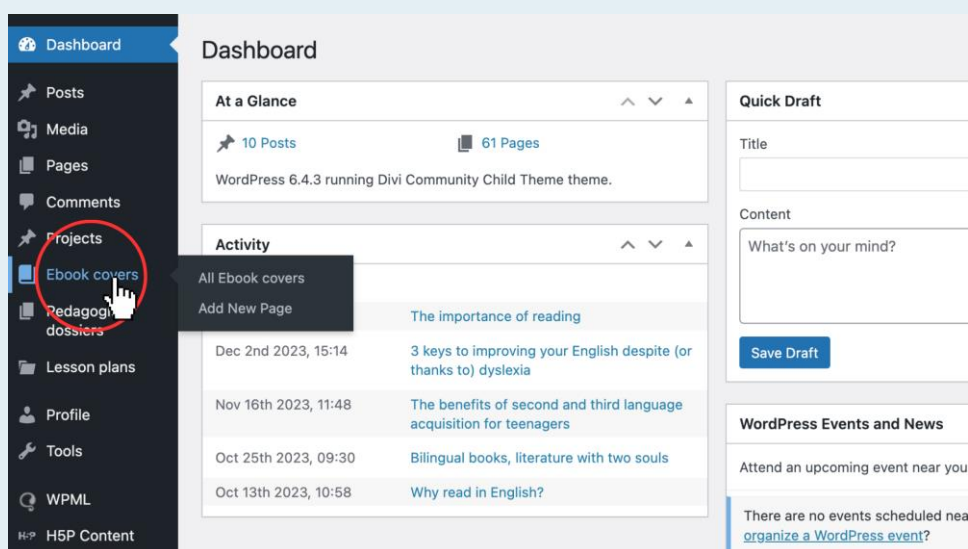 Dashboard
Posts
Media
Pages
Comments
Projects
Ebook covers
All Ebook covers
Add New Page
dossiers
Lesson plans
Profile
Tools
WPML
H5P Content
Dashboard
At a Glance
10 Posts
61 Pages
WordPress 6.4.3 running Divi Community Child Theme theme.
Activity
The importance of reading
Dec 2nd 2023, 15:14
3 keys to improving your English despite (or
thanks to) dyslexia
Nov 16th 2023, 11:48
The benefits of second and third language
acquisition for teenagers
Oct 25th 2023, 09:30
Bilingual books, literature with two souls
Oct 13th 2023, 10:58
Why read in English?
Quick Draft
Title
Content
What's on your mind?
Save Draft
WordPress Events and News
Attend an upcoming event near you
There are no events scheduled nea
organize a WordPress event?